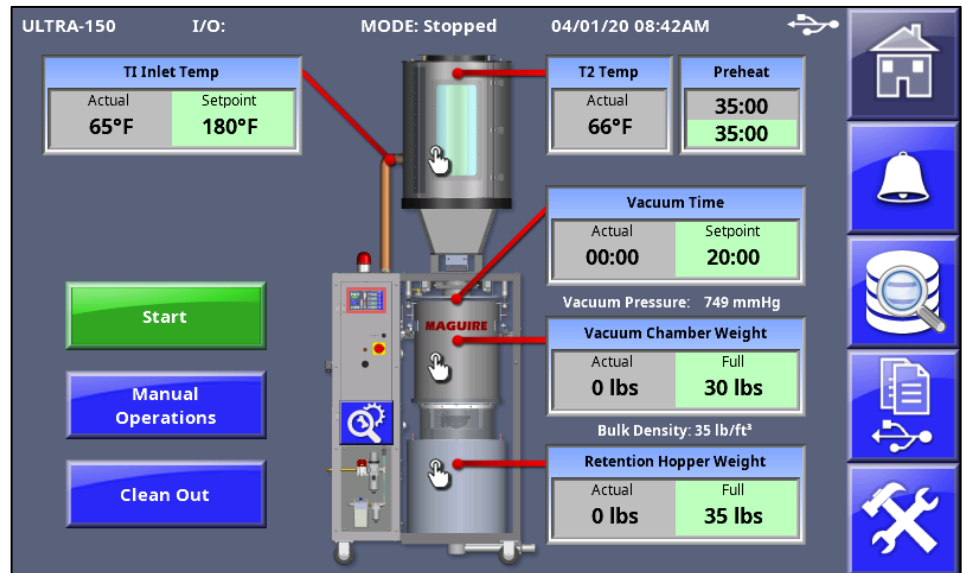 ULTRA-150 I/O: MODE: Stopped 04/01/20 08:42AM
TI Inlet Temp
Actual Setpoint
65°F 180°F
T2 Temp
Actual
66°F
Preheat
35:00
35:00
Vacuum Time
Actual Setpoint
00:00 20:00
Vacuum Pressure: 749 mmHg
Vacuum Chamber Weight
Actual Full
0 lbs 30 lbs
Bulk Density: 35 lb/ft³
Retention Hopper Weight
Actual Full
0 lbs 35 lbs
MAGUIRE
Start
Manual
Operations
Clean Out